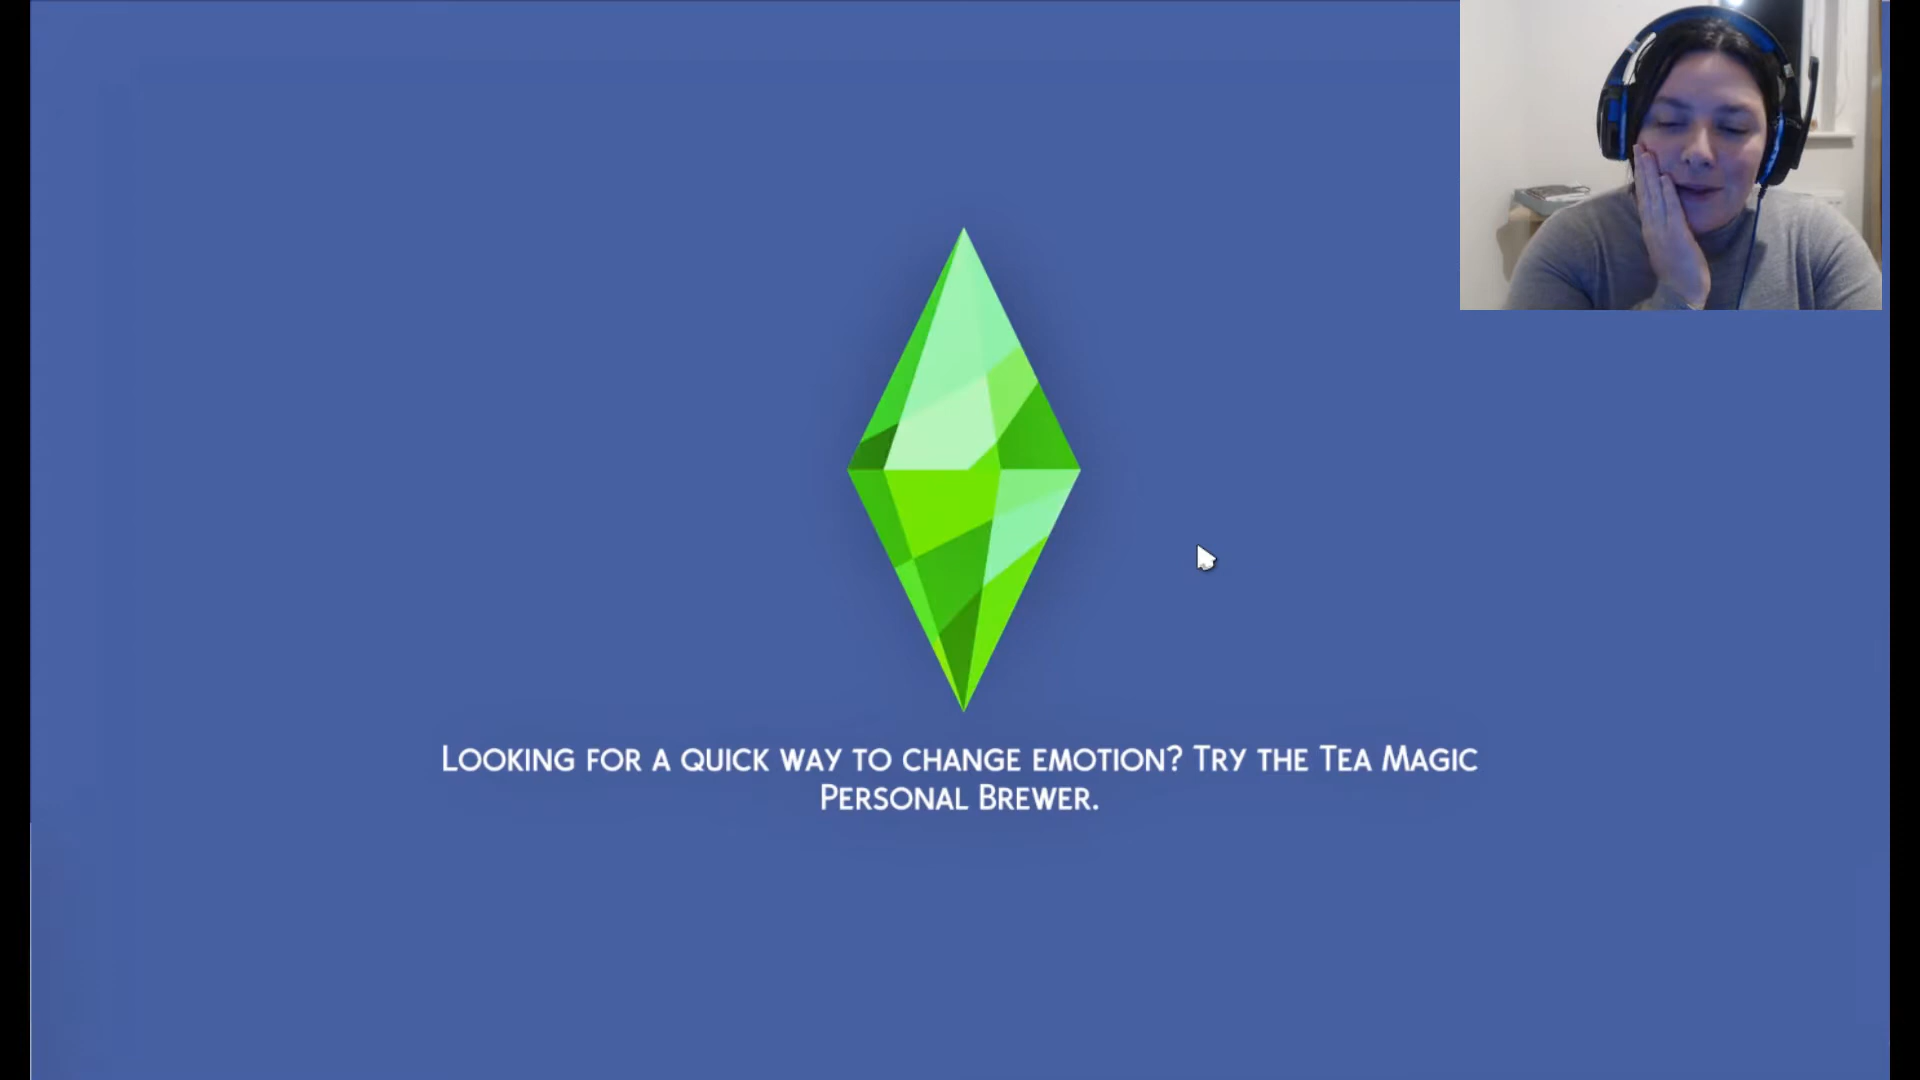 Looking for a quick way to change emotion? Try the Tea Magic
Personal Brewer.